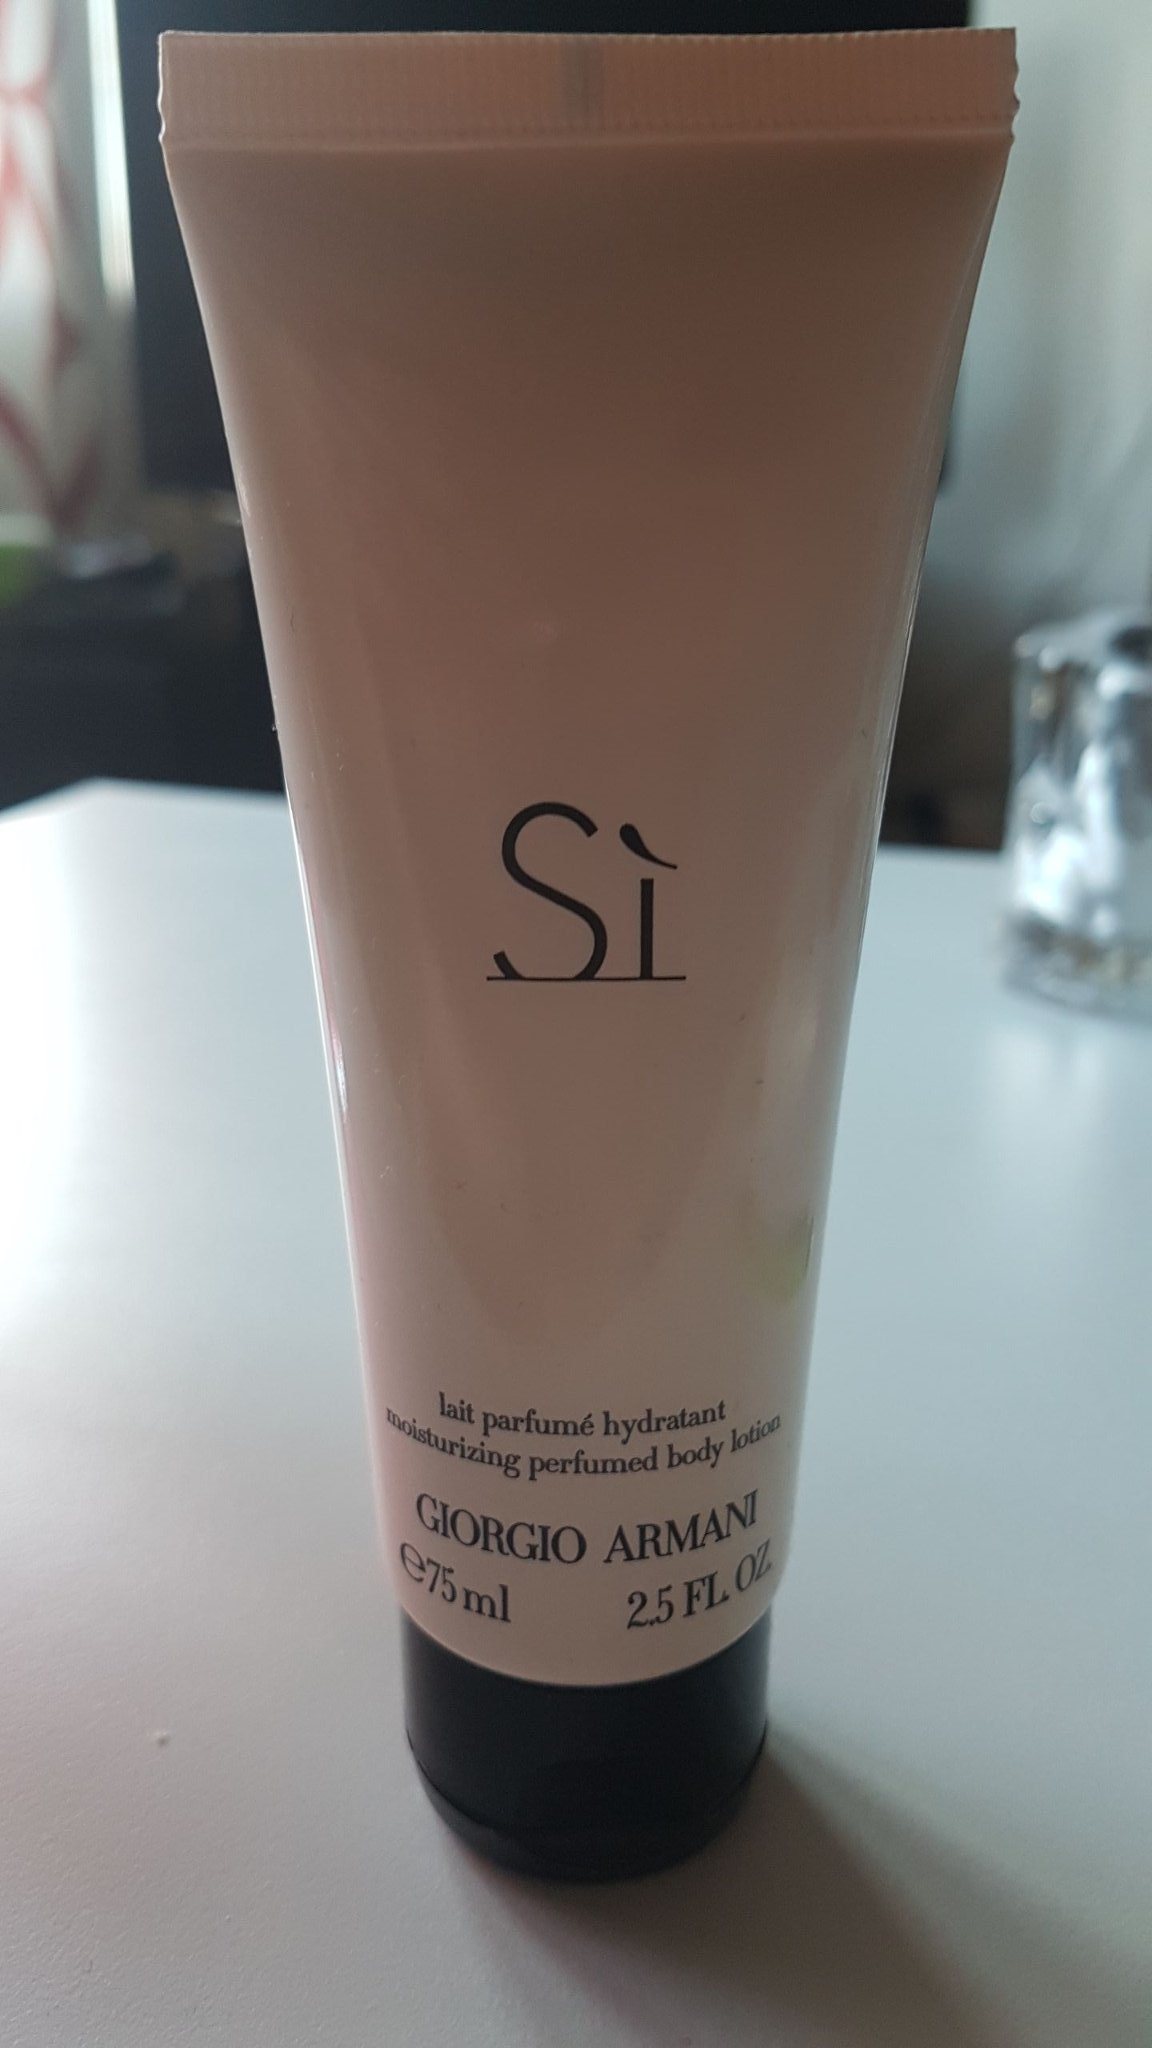 Sì
lait parfumé hydratant
moisturizing perfumed body lotion
GIORGIO ARMANI
℮75 ml 2.5 FL. OZ